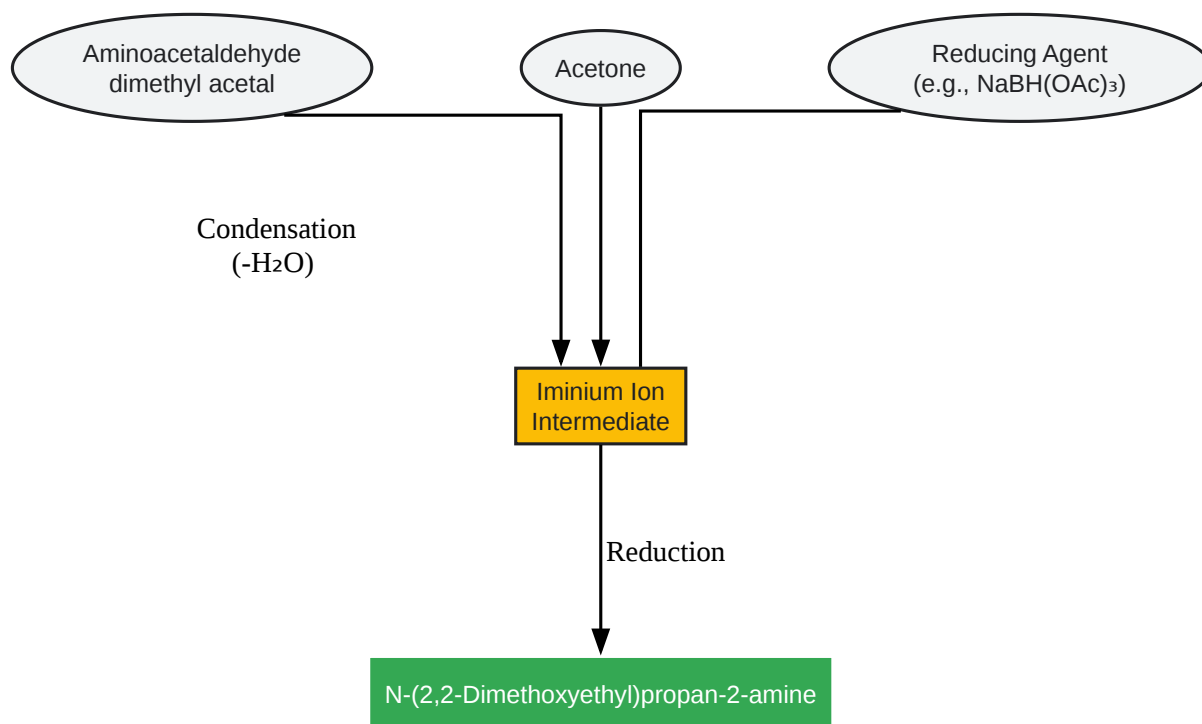 Aminoacetaldehyde
dimethyl acetal
Acetone
Reducing Agent
(e.g., NaBH(OAc)₃)
Condensation
(-H₂O)
Iminium Ion
Intermediate
Reduction
N-(2,2-Dimethoxyethyl)propan-2-amine